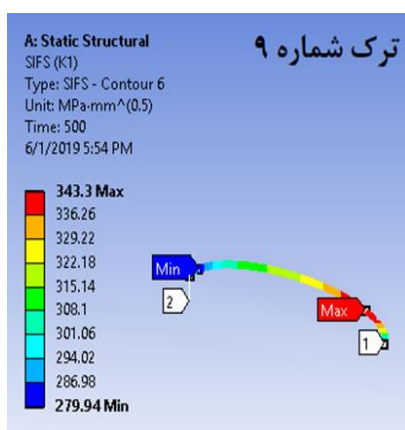 A: Static Structural
SIFS (K1)
Type: SIFS - Contour 6
Unit: MPa·mm^(0.5)
Time: 500
6/1/2019 5:54 PM
ترک شماره ۹
343.3 Max
336.26
329.22
322.18
315.14
308.1
301.06
294.02
286.98
279.94 Min
Min
2
Max
1